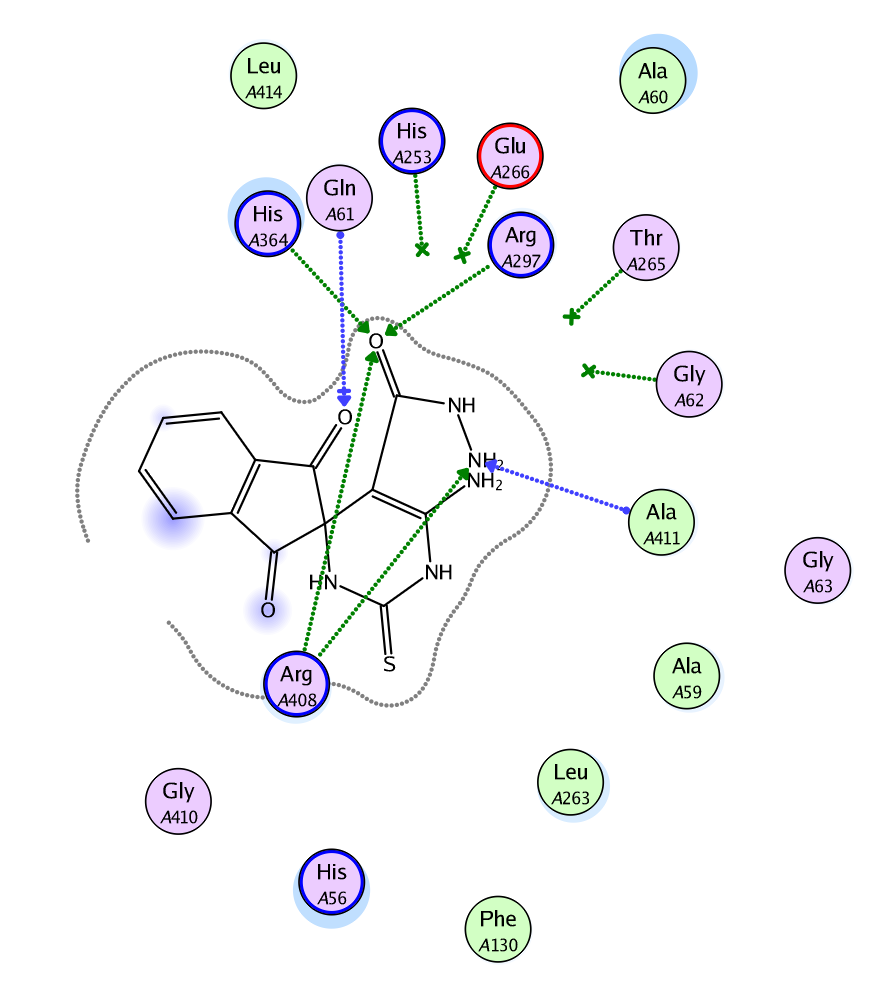 Leu
A414
Ala
A60
His
A253
Glu
A266
Gln
A61
His
A364
Arg
A297
Thr
A265
O
Gly
A62
NH
O
NH2
NH2
Ala
A411
Gly
A63
HN
NH
O
S
Arg
A408
Ala
A59
Leu
A263
Gly
A410
His
A56
Phe
A130